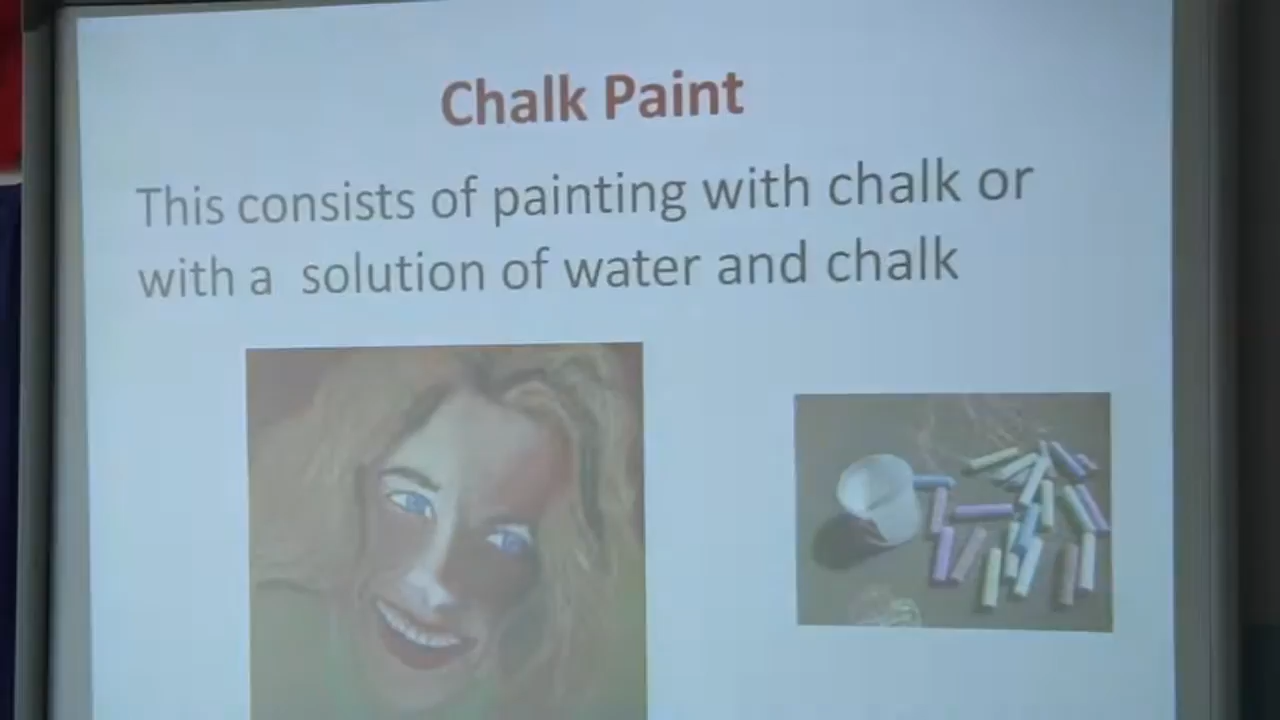 Chalk Paint
This consists of painting with chalk or
with a solution of water and chalk